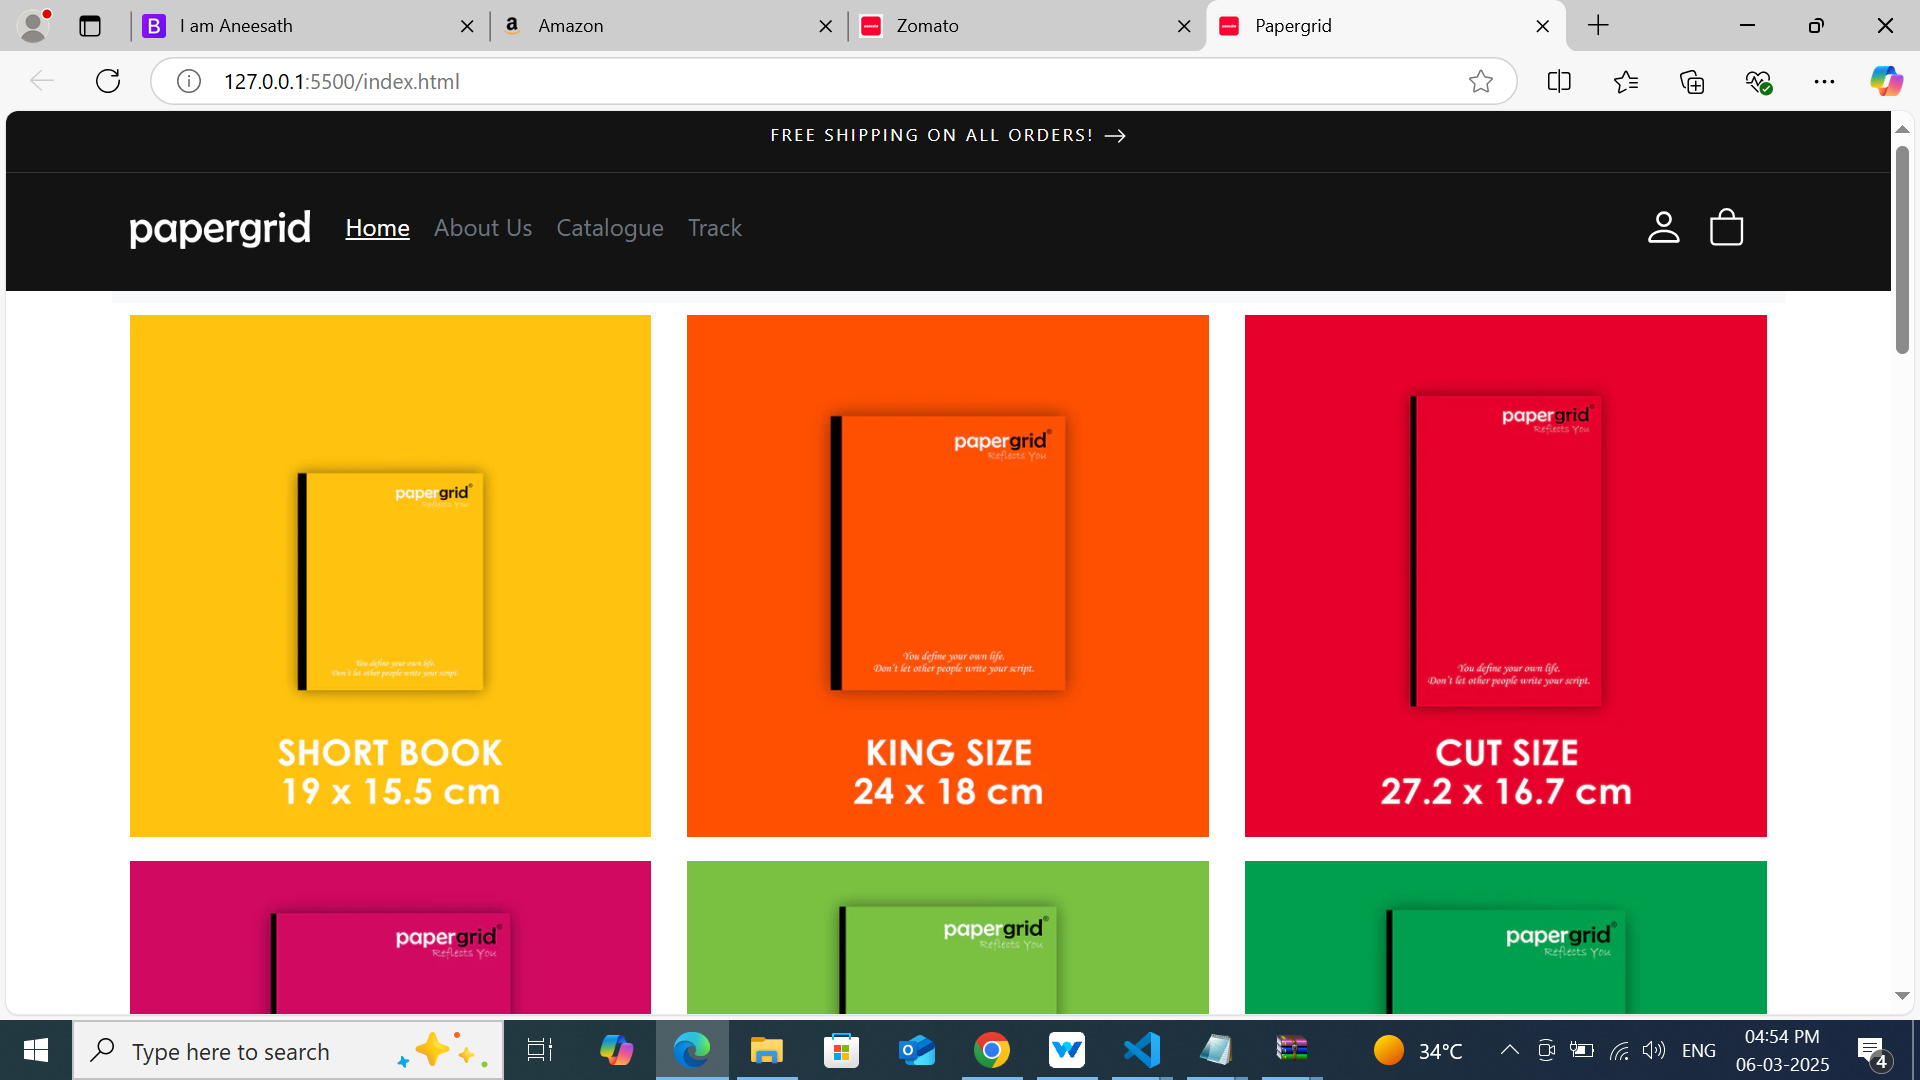 I am Aneesath
Amazon
Zomato
Papergrid
127.0.0.1:5500/index.html
FREE SHIPPING ON ALL ORDERS! →
papergrid Home About Us Catalogue Track
papergrid®
Reflects You
You define your own life.
Don't let other people write your script.
SHORT BOOK
19 x 15.5 cm
papergrid®
Reflects You
You define your own life.
Don't let other people write your script.
KING SIZE
24 x 18 cm
papergrid®
Reflects You
You define your own life.
Don't let other people write your script.
CUT SIZE
27.2 x 16.7 cm
papergrid®
Reflects You
papergrid®
Reflects You
papergrid®
Reflects You
Type here to search
34°C
ENG
04:54 PM
06-03-2025
4